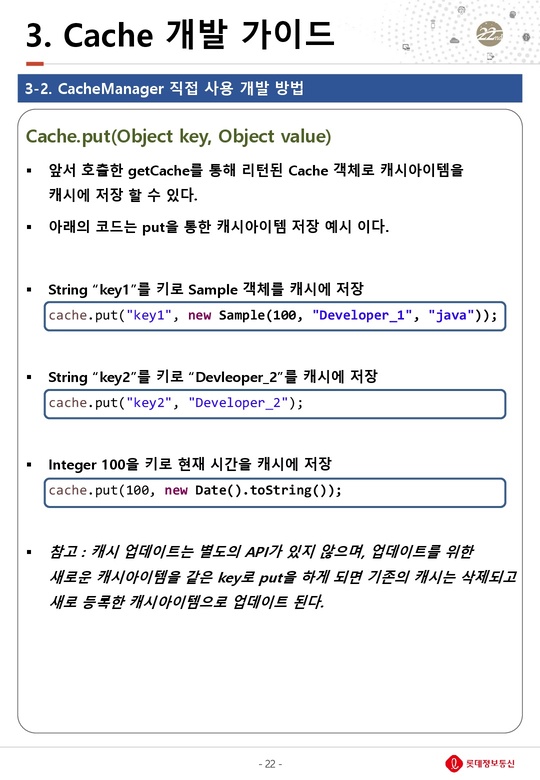 3. Cache 개발 가이드
3-2. CacheManager 직접 사용 개발 방법
Cache.put(Object key, Object value)
▪ 앞서 호출한 getCache를 통해 리턴된 Cache 객체로 캐시아이템을
캐시에 저장 할 수 있다.
▪ 아래의 코드는 put을 통한 캐시아이템 저장 예시 이다.
▪ String “key1”를 키로 Sample 객체를 캐시에 저장
cache.put("key1", new Sample(100, "Developer_1", "java"));
▪ String “key2”를 키로 “Devleoper_2”를 캐시에 저장
cache.put("key2", "Developer_2");
▪ Integer 100을 키로 현재 시간을 캐시에 저장
cache.put(100, new Date().toString());
▪ 참고 : 캐시 업데이트는 별도의 API가 있지 않으며, 업데이트를 위한
새로운 캐시아이템을 같은 key로 put을 하게 되면 기존의 캐시는 삭제되고
새로 등록한 캐시아이템으로 업데이트 된다.
- 22 -
롯데정보통신